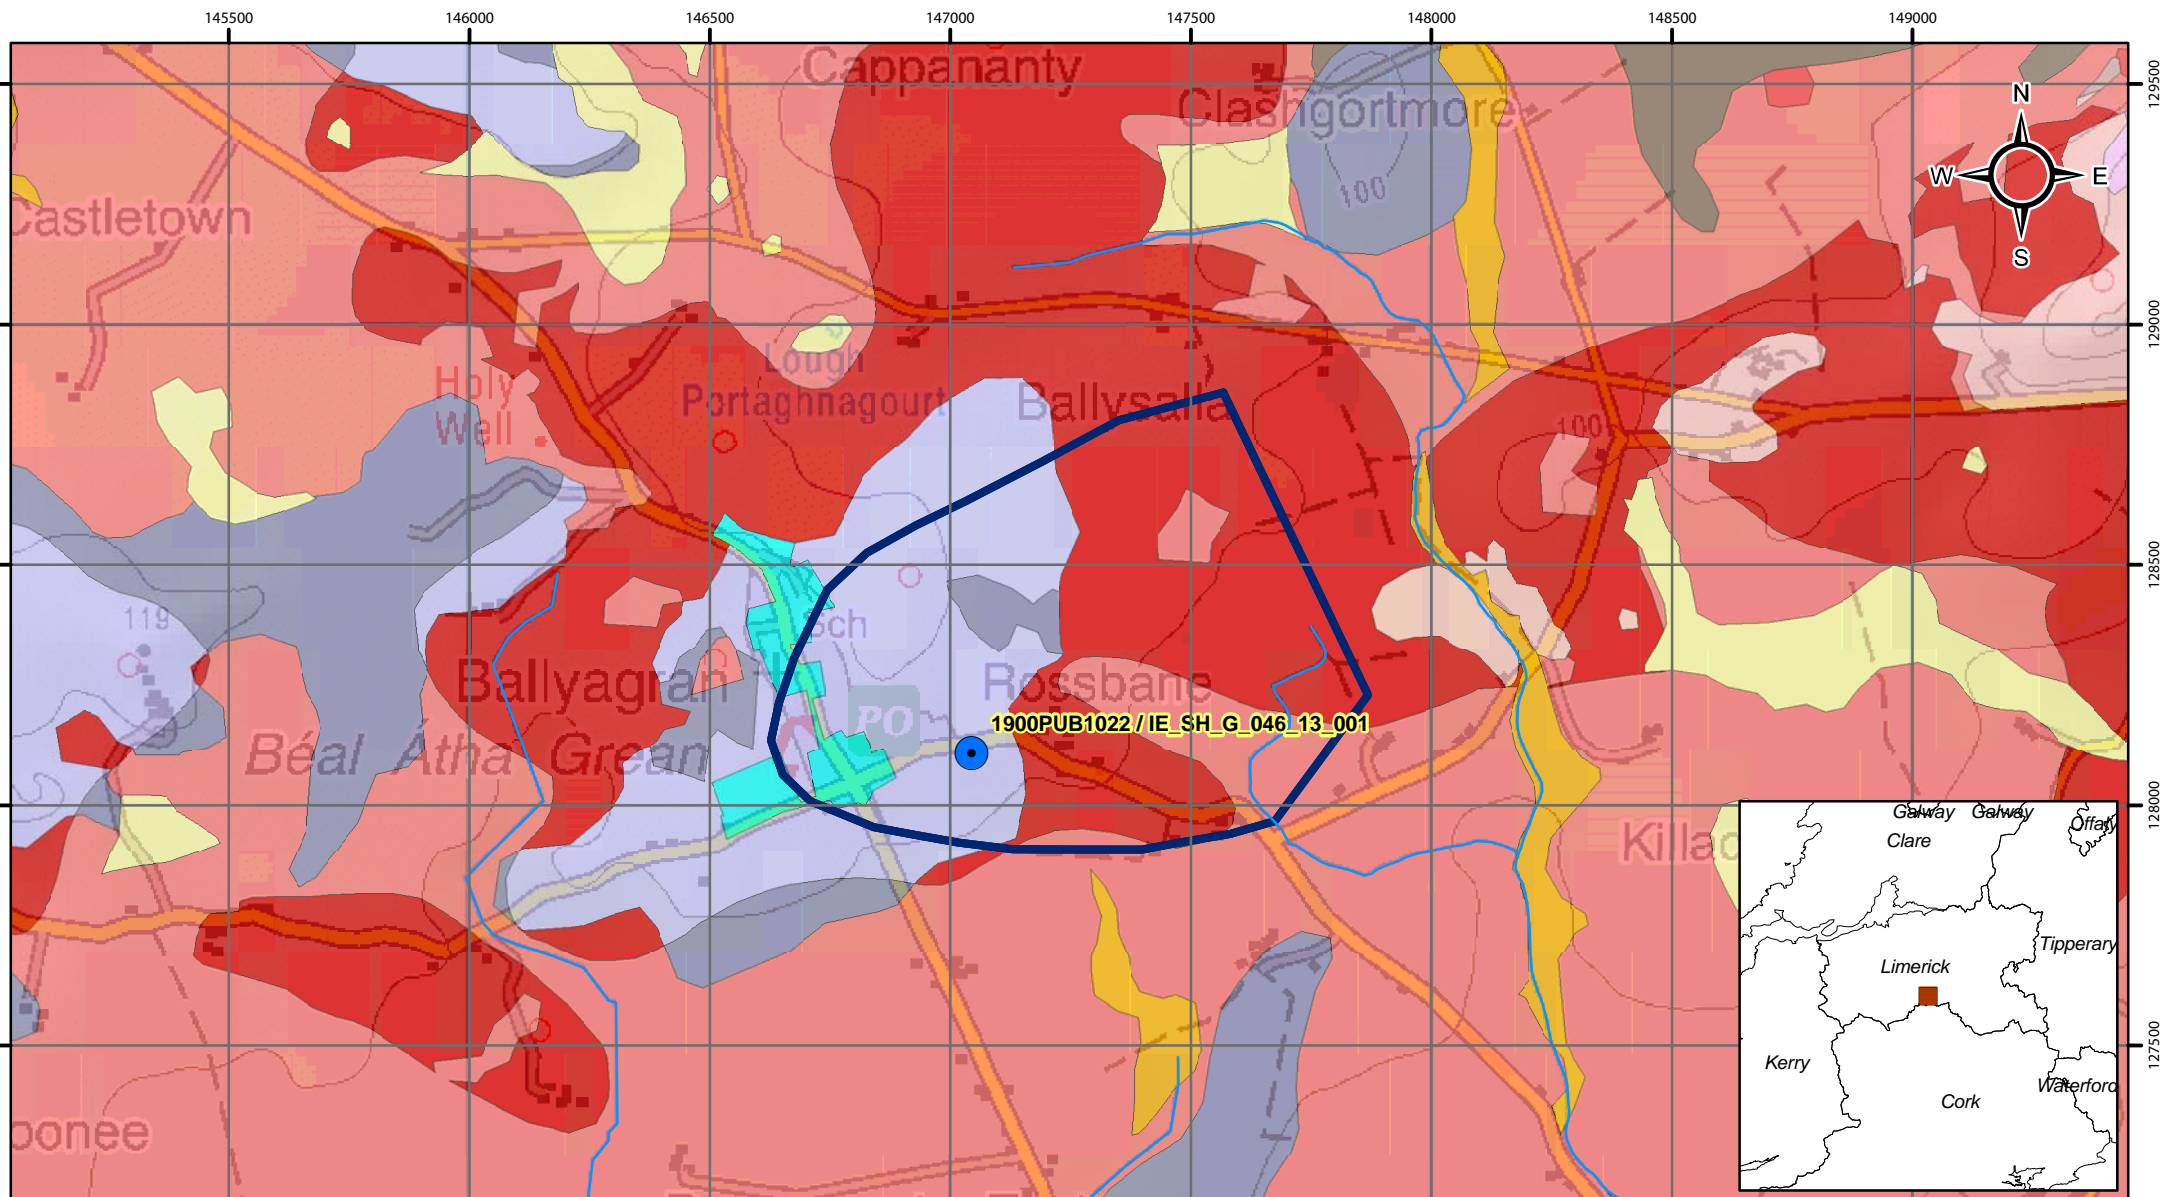 145500 146000 146500 147000 147500 148000 148500 149000
129500
129000
128500
128000
127500
Cappananty
Clashgortmore
100
Castletown
N
W E
S
Holy
Well
Lough
Portaghnagourt
Ballysalla
100
119
Sch
Ballyagran
Rossbane
PO
1900PUB1022 / IE_SH_G_046_13_001
Béal Átha Grean
Killac
oonee
Galway Galway
Clare
Offaly
Tipperary
Limerick
Kerry
Waterford
Cork